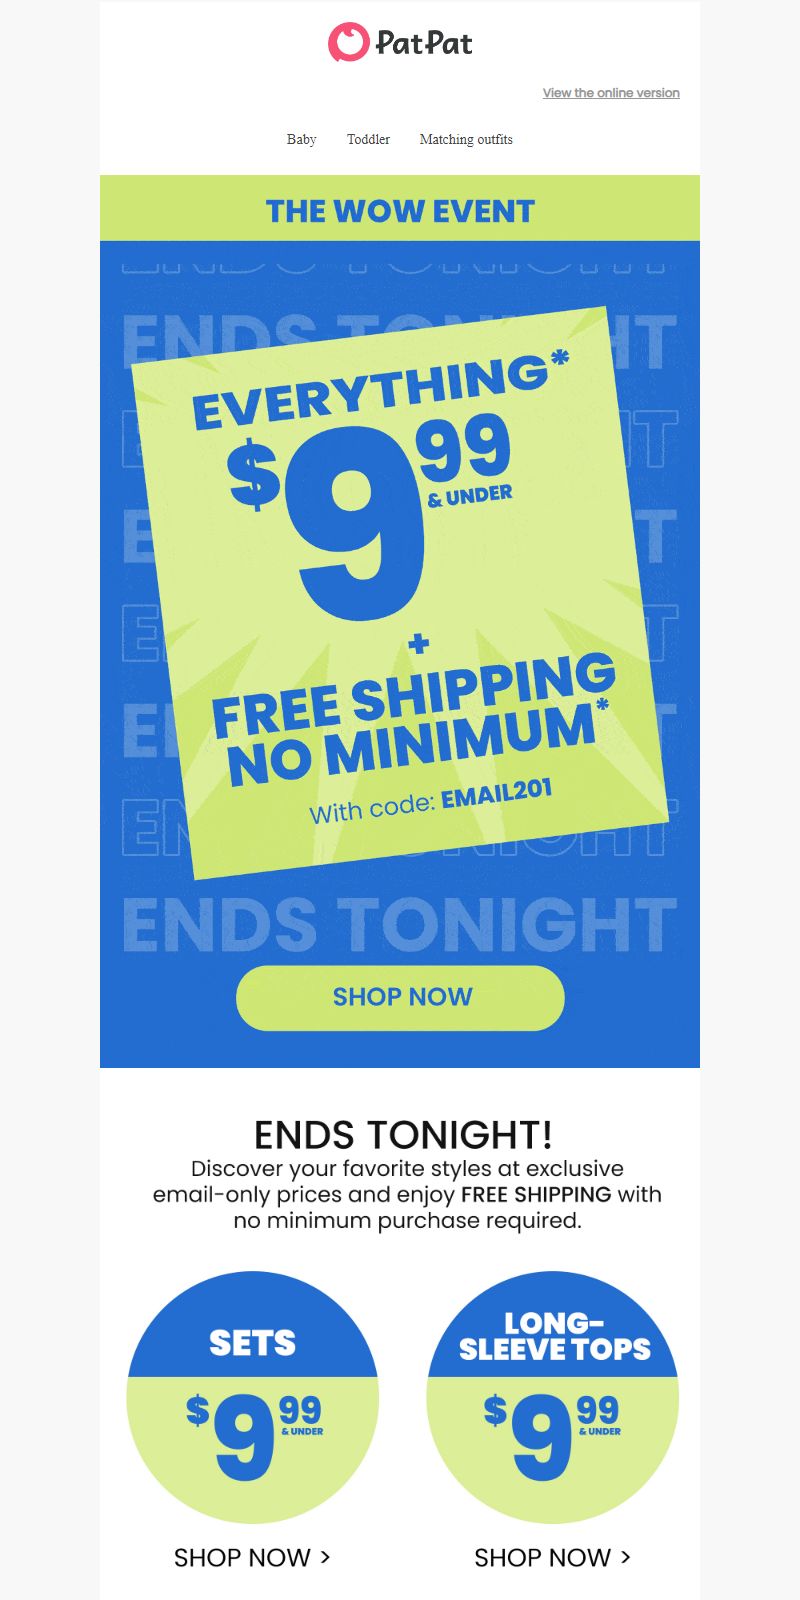 PatPat
View the online version
Baby Toddler Matching outfits
THE WOW EVENT
ENDS TONIGHT
ENDS TONIGHT
EVERYTHING*
$9.99
& UNDER
+
FREE SHIPPING
NO MINIMUM*
With code: EMAIL201
ENDS TONIGHT
SHOP NOW
ENDS TONIGHT!
Discover your favorite styles at exclusive
email-only prices and enjoy FREE SHIPPING with
no minimum purchase required.
SETS
$9.99
& UNDER
SHOP NOW >
LONG-
SLEEVE TOPS
$9.99
& UNDER
SHOP NOW >